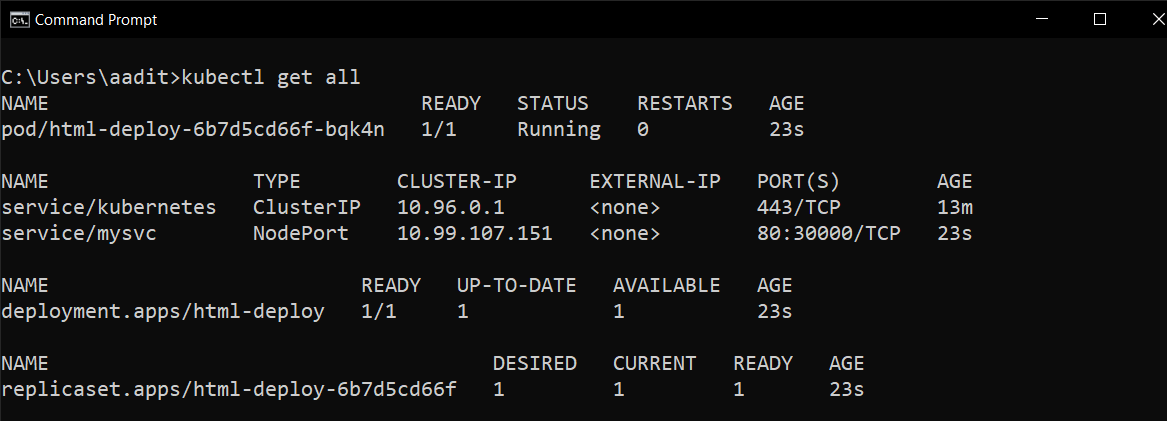 Command Prompt
C:\Users\aadit>kubectl get all
NAME                                   READY   STATUS    RESTARTS   AGE
pod/html-deploy-6b7d5cd66f-bqk4n   1/1     Running   0          23s

NAME                 TYPE        CLUSTER-IP      EXTERNAL-IP   PORT(S)        AGE
service/kubernetes   ClusterIP   10.96.0.1       <none>        443/TCP        13m
service/mysvc        NodePort    10.99.107.151   <none>        80:30000/TCP   23s

NAME                          READY   UP-TO-DATE   AVAILABLE   AGE
deployment.apps/html-deploy   1/1     1            1           23s

NAME                                     DESIRED   CURRENT   READY   AGE
replicaset.apps/html-deploy-6b7d5cd66f   1         1         1       23s